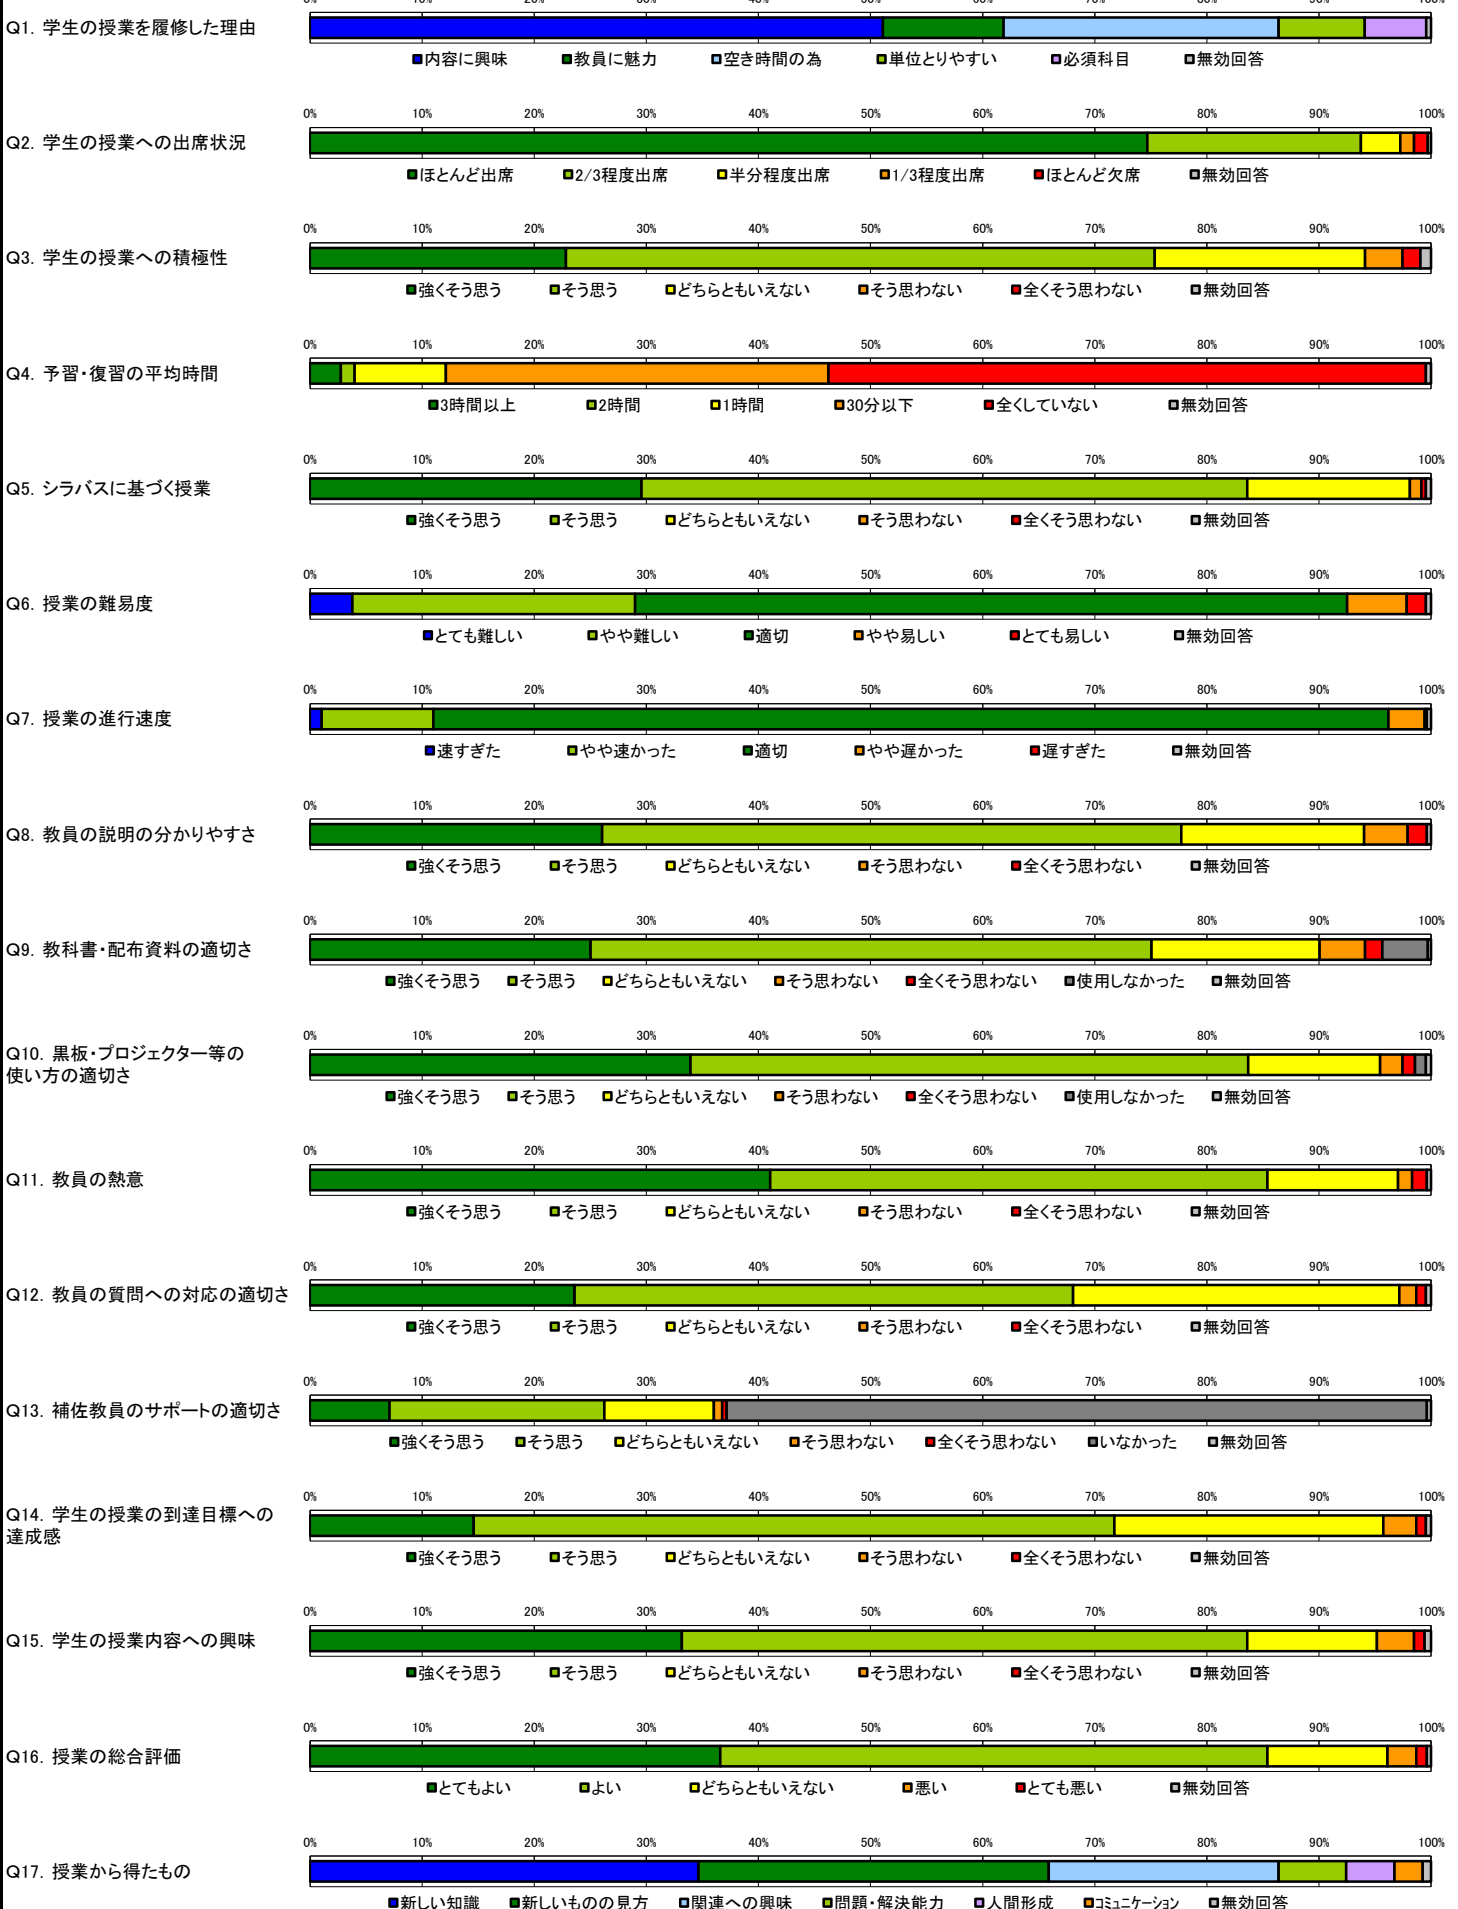 0% 10% 20% 30% 40% 50% 60% 70% 80% 90% 100%
Q1. 学生の授業を履修した理由
内容に興味 教員に魅力 空き時間の為 単位とりやすい 必須科目 無効回答
0% 10% 20% 30% 40% 50% 60% 70% 80% 90% 100%
Q2. 学生の授業への出席状況
ほとんど出席 2/3程度出席 半分程度出席 1/3程度出席 ほとんど欠席 無効回答
0% 10% 20% 30% 40% 50% 60% 70% 80% 90% 100%
Q3. 学生の授業への積極性
強くそう思う そう思う どちらともいえない そう思わない 全くそう思わない 無効回答
0% 10% 20% 30% 40% 50% 60% 70% 80% 90% 100%
Q4. 予習・復習の平均時間
3時間以上 2時間 1時間 30分以下 全くしていない 無効回答
0% 10% 20% 30% 40% 50% 60% 70% 80% 90% 100%
Q5. シラバスに基づく授業
強くそう思う そう思う どちらともいえない そう思わない 全くそう思わない 無効回答
0% 10% 20% 30% 40% 50% 60% 70% 80% 90% 100%
Q6. 授業の難易度
とても難しい やや難しい 適切 やや易しい とても易しい 無効回答
0% 10% 20% 30% 40% 50% 60% 70% 80% 90% 100%
Q7. 授業の進行速度
速すぎた やや速かった 適切 やや遅かった 遅すぎた 無効回答
0% 10% 20% 30% 40% 50% 60% 70% 80% 90% 100%
Q8. 教員の説明の分かりやすさ
強くそう思う そう思う どちらともいえない そう思わない 全くそう思わない 無効回答
0% 10% 20% 30% 40% 50% 60% 70% 80% 90% 100%
Q9. 教科書・配布資料の適切さ
強くそう思う そう思う どちらともいえない そう思わない 全くそう思わない 使用しなかった 無効回答
0% 10% 20% 30% 40% 50% 60% 70% 80% 90% 100%
Q10. 黒板・プロジェクター等の
使い方の適切さ
強くそう思う そう思う どちらともいえない そう思わない 全くそう思わない 使用しなかった 無効回答
0% 10% 20% 30% 40% 50% 60% 70% 80% 90% 100%
Q11. 教員の熱意
強くそう思う そう思う どちらともいえない そう思わない 全くそう思わない 無効回答
0% 10% 20% 30% 40% 50% 60% 70% 80% 90% 100%
Q12. 教員の質問への対応の適切さ
強くそう思う そう思う どちらともいえない そう思わない 全くそう思わない 無効回答
0% 10% 20% 30% 40% 50% 60% 70% 80% 90% 100%
Q13. 補佐教員のサポートの適切さ
強くそう思う そう思う どちらともいえない そう思わない 全くそう思わない いなかった 無効回答
0% 10% 20% 30% 40% 50% 60% 70% 80% 90% 100%
Q14. 学生の授業の到達目標への
達成感
強くそう思う そう思う どちらともいえない そう思わない 全くそう思わない 無効回答
0% 10% 20% 30% 40% 50% 60% 70% 80% 90% 100%
Q15. 学生の授業内容への興味
強くそう思う そう思う どちらともいえない そう思わない 全くそう思わない 無効回答
0% 10% 20% 30% 40% 50% 60% 70% 80% 90% 100%
Q16. 授業の総合評価
とてもよい よい どちらともいえない 悪い とても悪い 無効回答
0% 10% 20% 30% 40% 50% 60% 70% 80% 90% 100%
Q17. 授業から得たもの
新しい知識 新しいものの見方 関連への興味 問題・解決能力 人間形成 ｺﾐｭﾆｹｰｼｮﾝ 無効回答